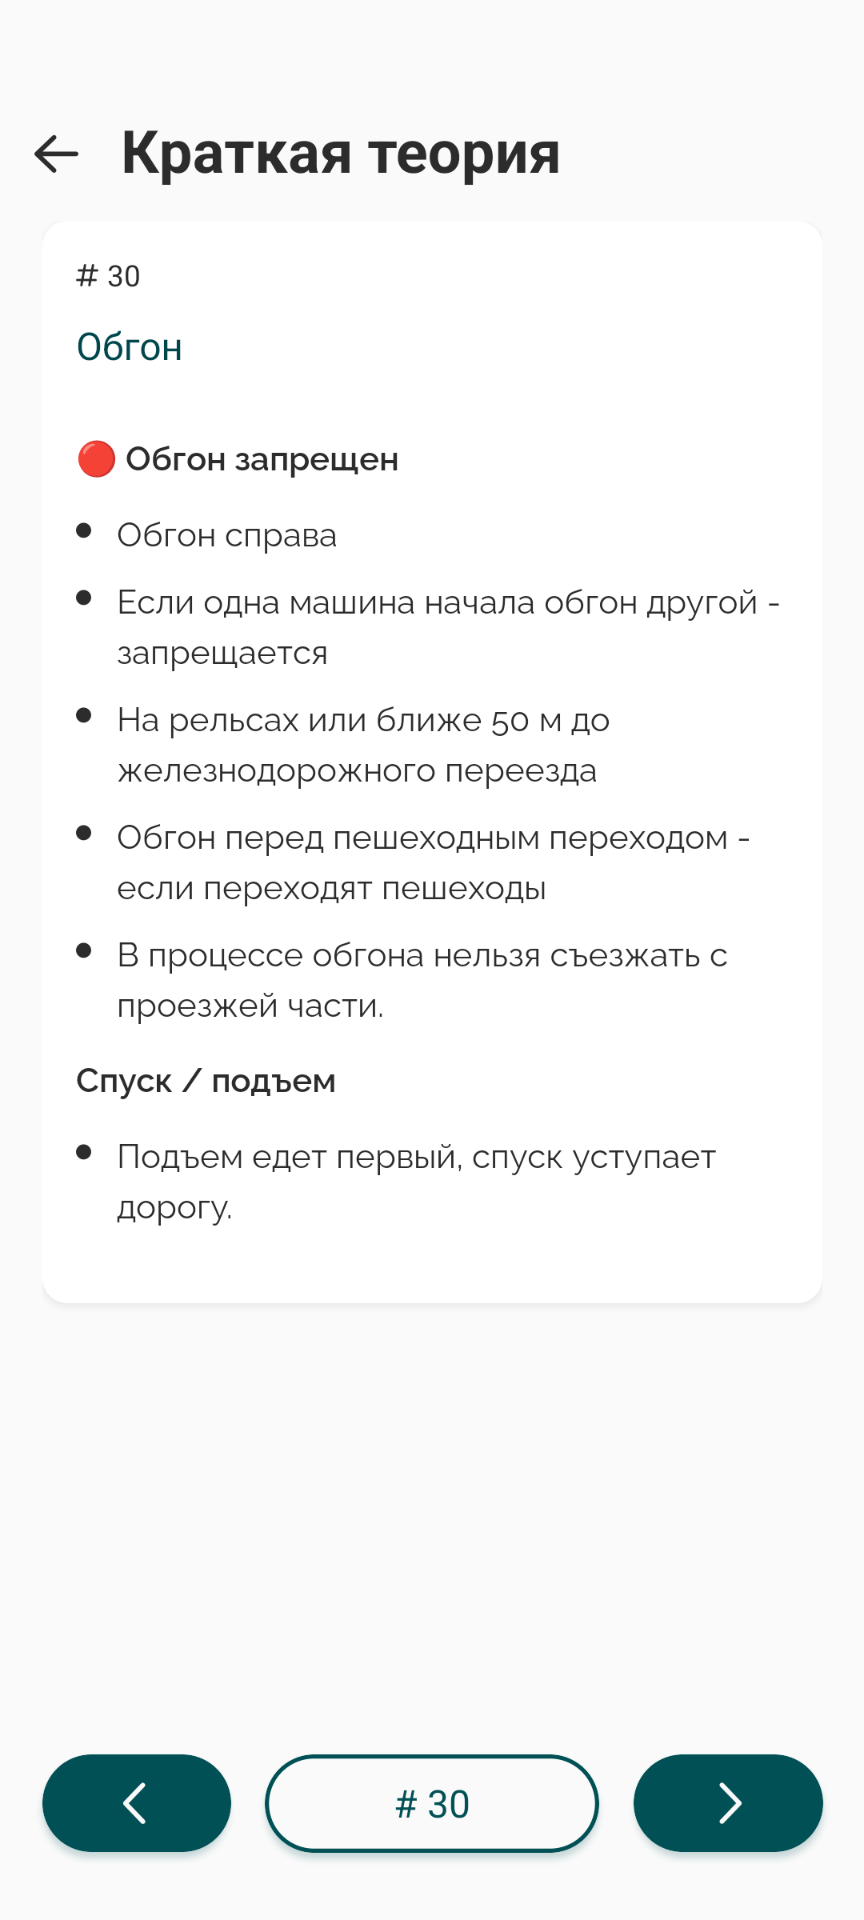 Краткая теория
# 30
Обгон
🔴 Обгон запрещен
• Обгон справа
• Если одна машина начала обгон другой -
запрещается
• На рельсах или ближе 50 м до
железнодорожного переезда
• Обгон перед пешеходным переходом -
если переходят пешеходы
• В процессе обгона нельзя съезжать с
проезжей части.
Спуск / подъем
• Подъем едет первый, спуск уступает
дорогу.
# 30